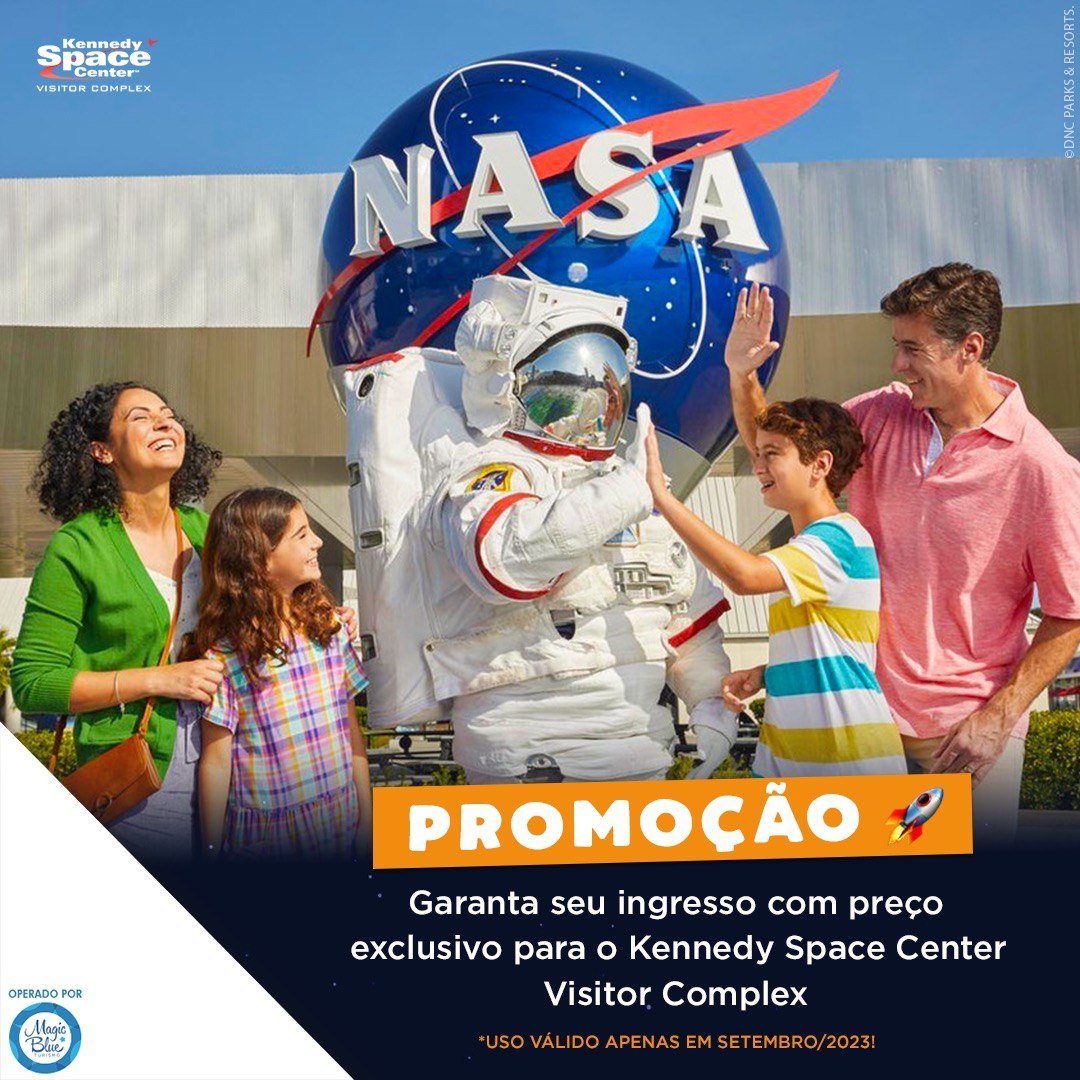 Kennedy
Space
Center
VISITOR COMPLEX
©DNC PARKS & RESORTS.
NASA
PROMOÇÃO
Garanta seu ingresso com preço
exclusivo para o Kennedy Space Center
Visitor Complex
*USO VÁLIDO APENAS EM SETEMBRO/2023!
OPERADO POR
Magic
Blue
TURISMO